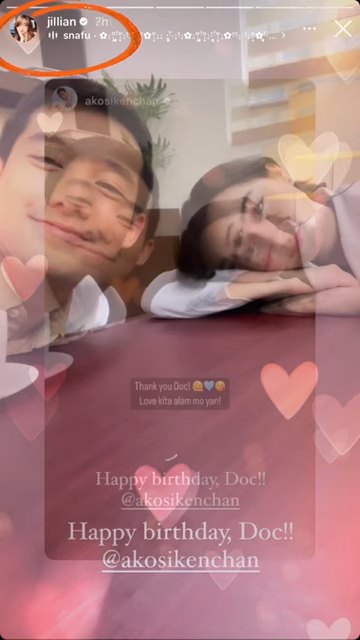 jillian 2h
snafu ·
akosikenchan
Thank you Doc!
Love kita alam mo yan!
Happy birthday, Doc!!
@akosikenchan
Happy birthday, Doc!!
@akosikenchan